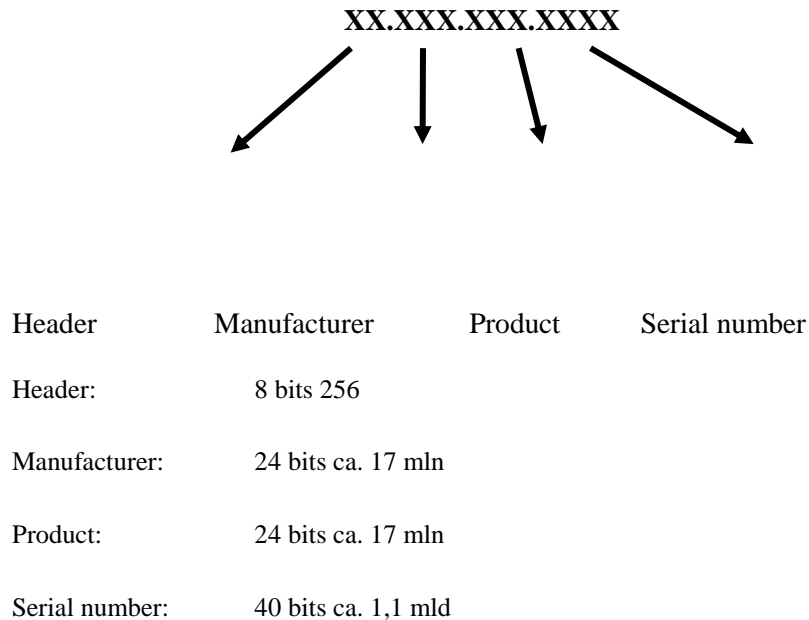 XX.XXX.XXX.XXXX
Header Manufacturer Product Serial number
Header: 8 bits 256
Manufacturer: 24 bits ca. 17 mln
Product: 24 bits ca. 17 mln
Serial number: 40 bits ca. 1,1 mld